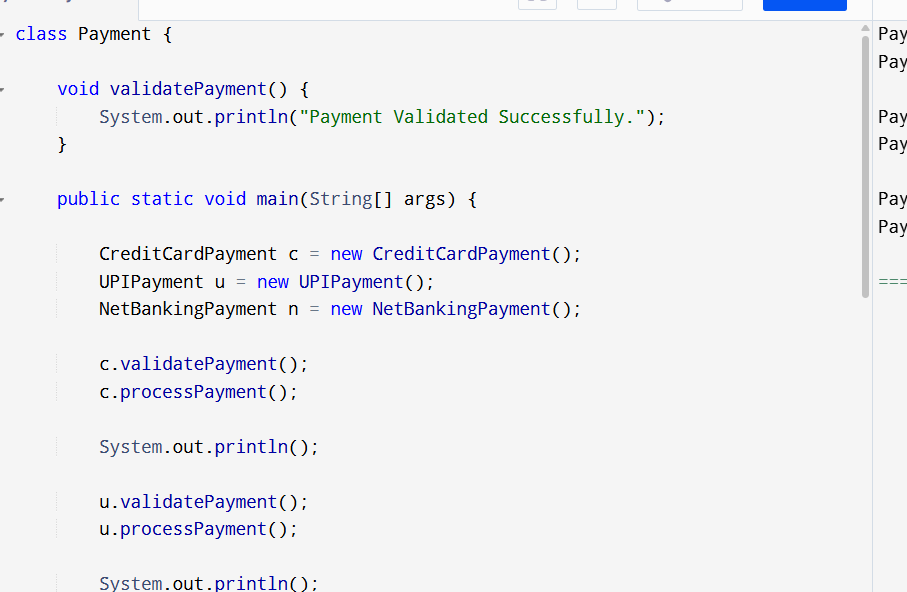 class Payment {
void validatePayment() {
System.out.println("Payment Validated Successfully.");
}
public static void main(String[] args) {
CreditCardPayment c = new CreditCardPayment();
UPIPayment u = new UPIPayment();
NetBankingPayment n = new NetBankingPayment();
c.validatePayment();
c.processPayment();
System.out.println();
u.validatePayment();
u.processPayment();
System.out.println();
Pay
Pay
Pay
Pay
Pay
Pay
===